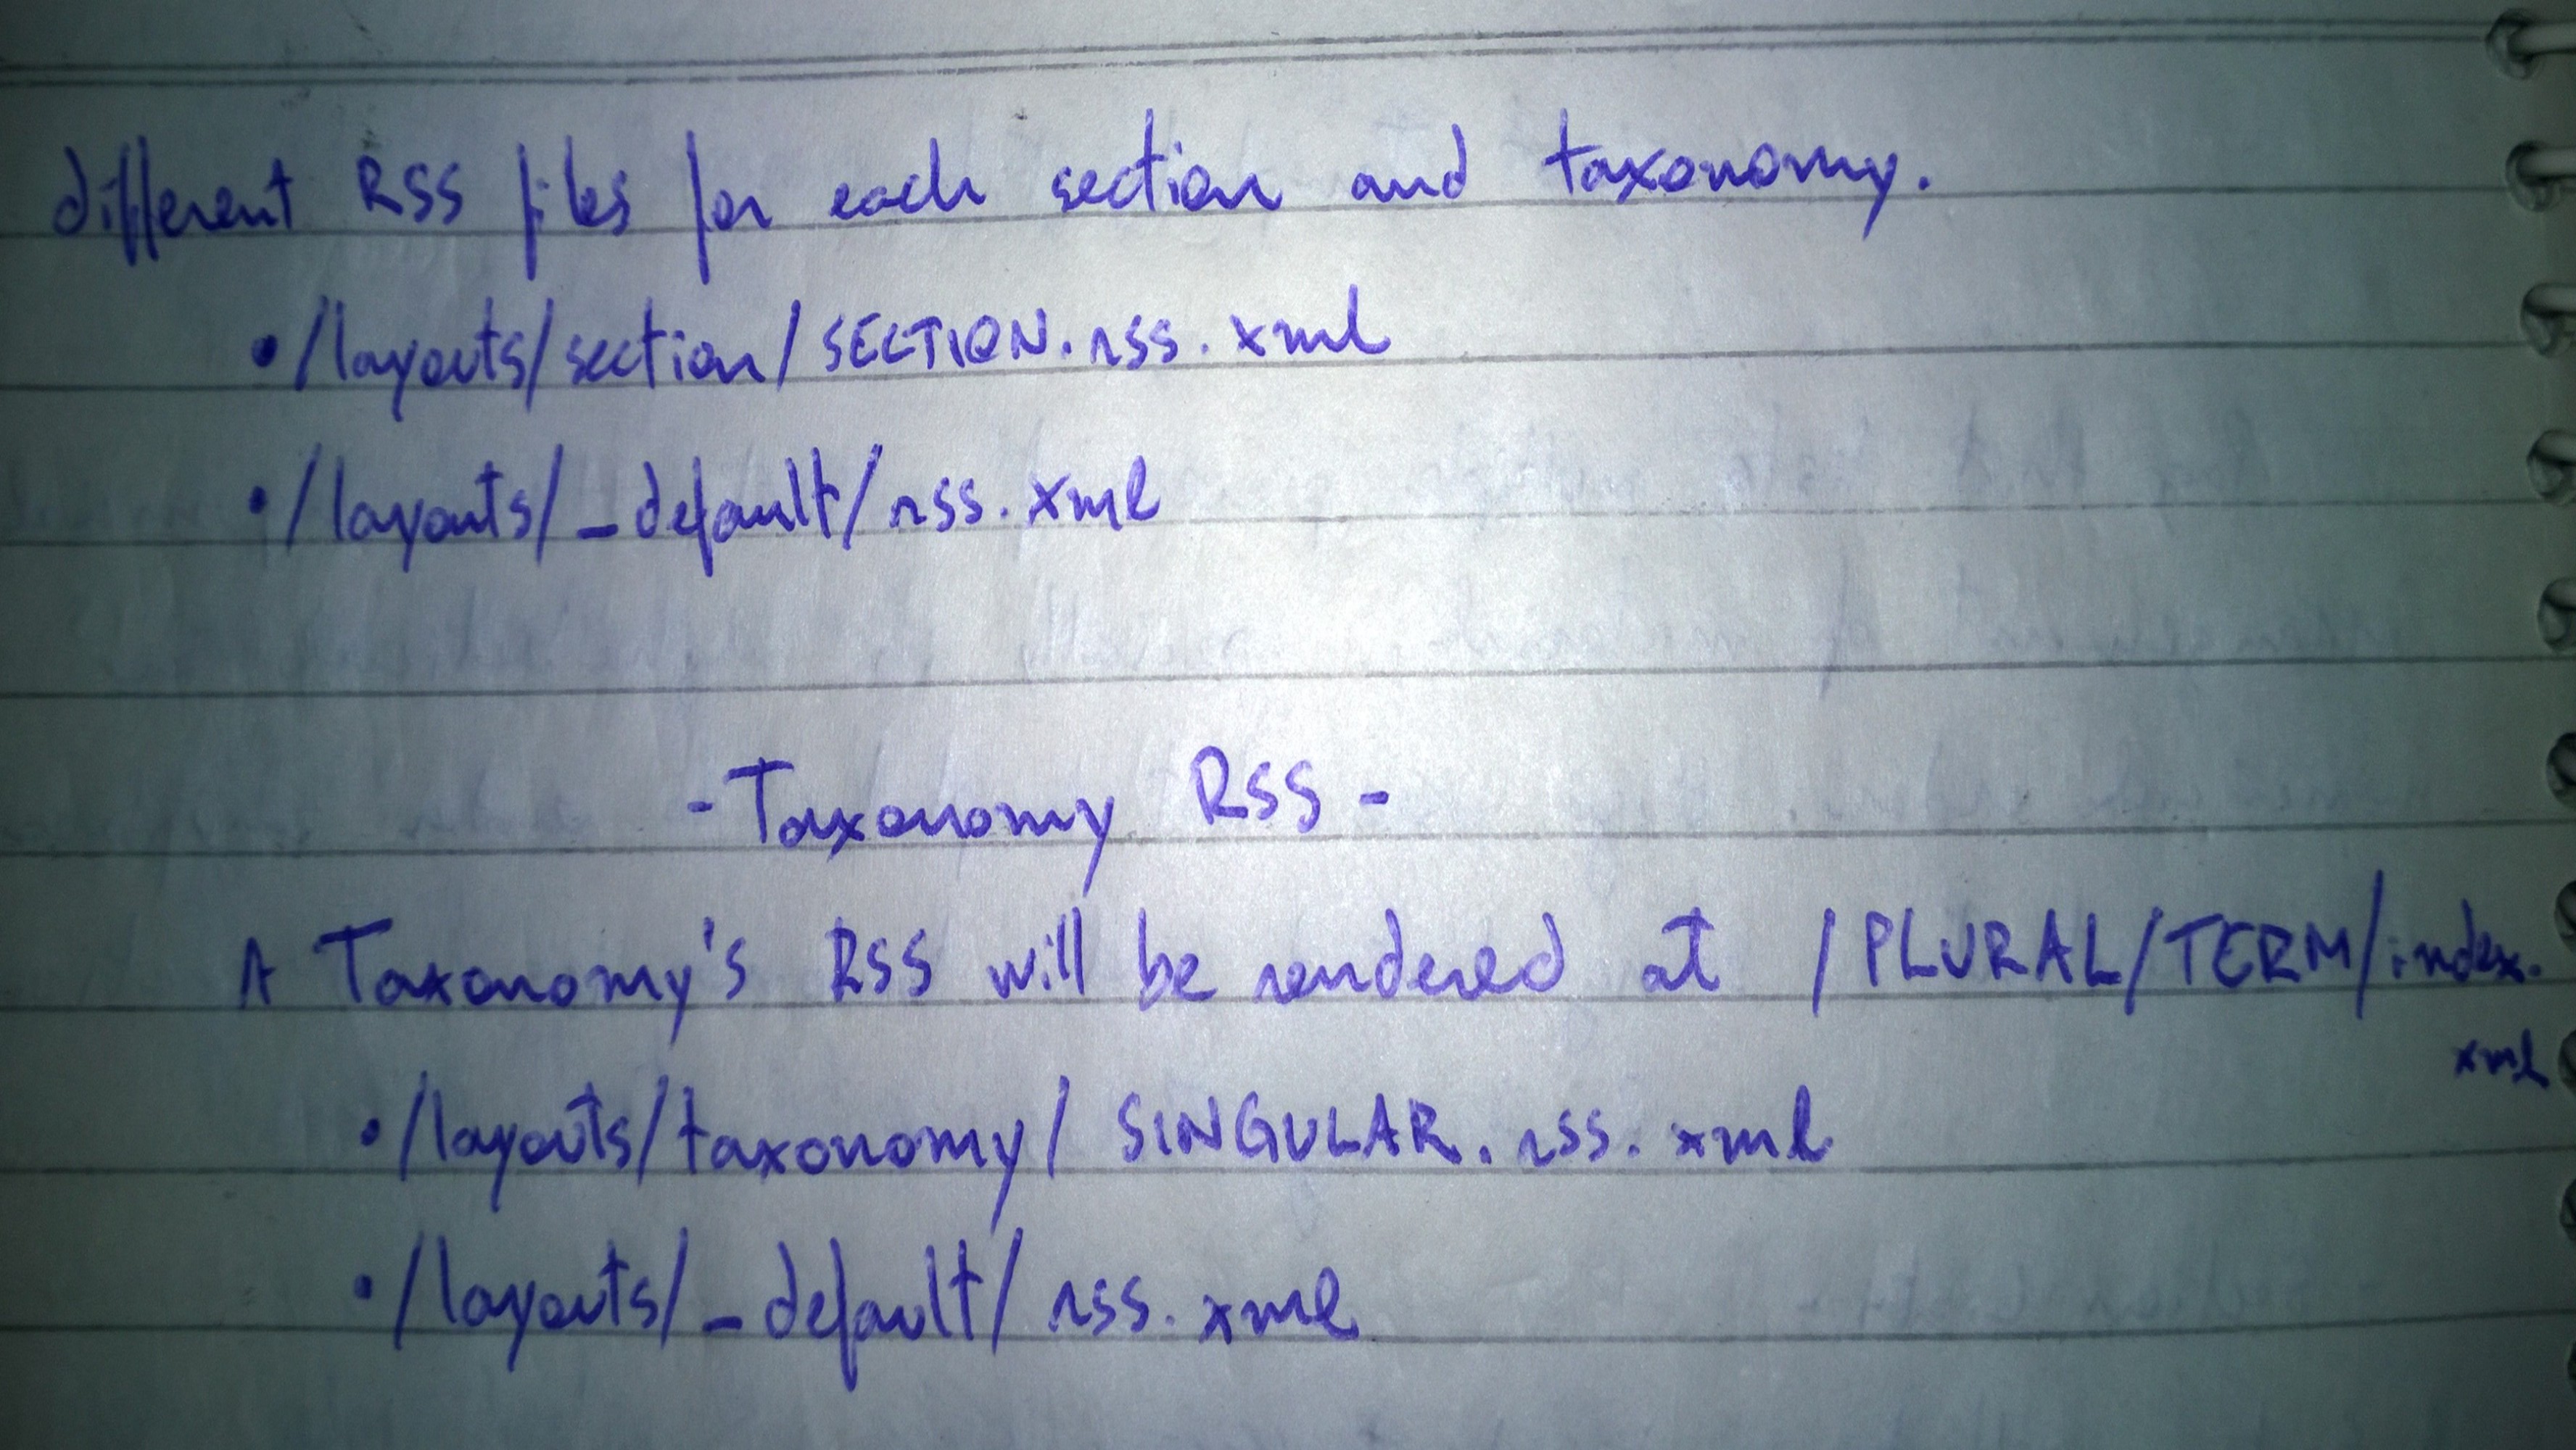 different RSS files for each section and taxonomy.
• /layouts/section/SECTION.rss.xml
• /layouts/_default/rss.xml
- Taxonomy RSS -
A Taxonomy's RSS will be rendered at /PLURAL/TERM/index.
xml
• /layouts/taxonomy/SINGULAR.rss.xml
• /layouts/_default/rss.xml